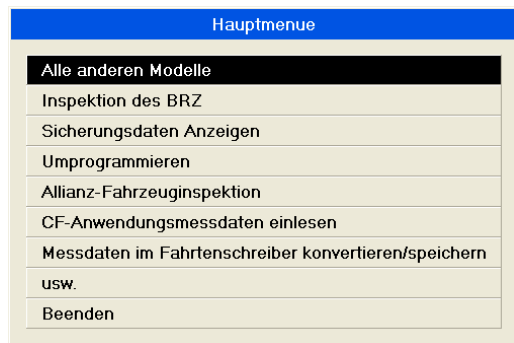 Hauptmenue
Alle anderen Modelle
Inspektion des BRZ
Sicherungsdaten Anzeigen
Umprogrammieren
Allianz-Fahrzeuginspektion
CF-Anwendungsmessdaten einlesen
Messdaten im Fahrtenschreiber konvertieren/speichern
usw.
Beenden